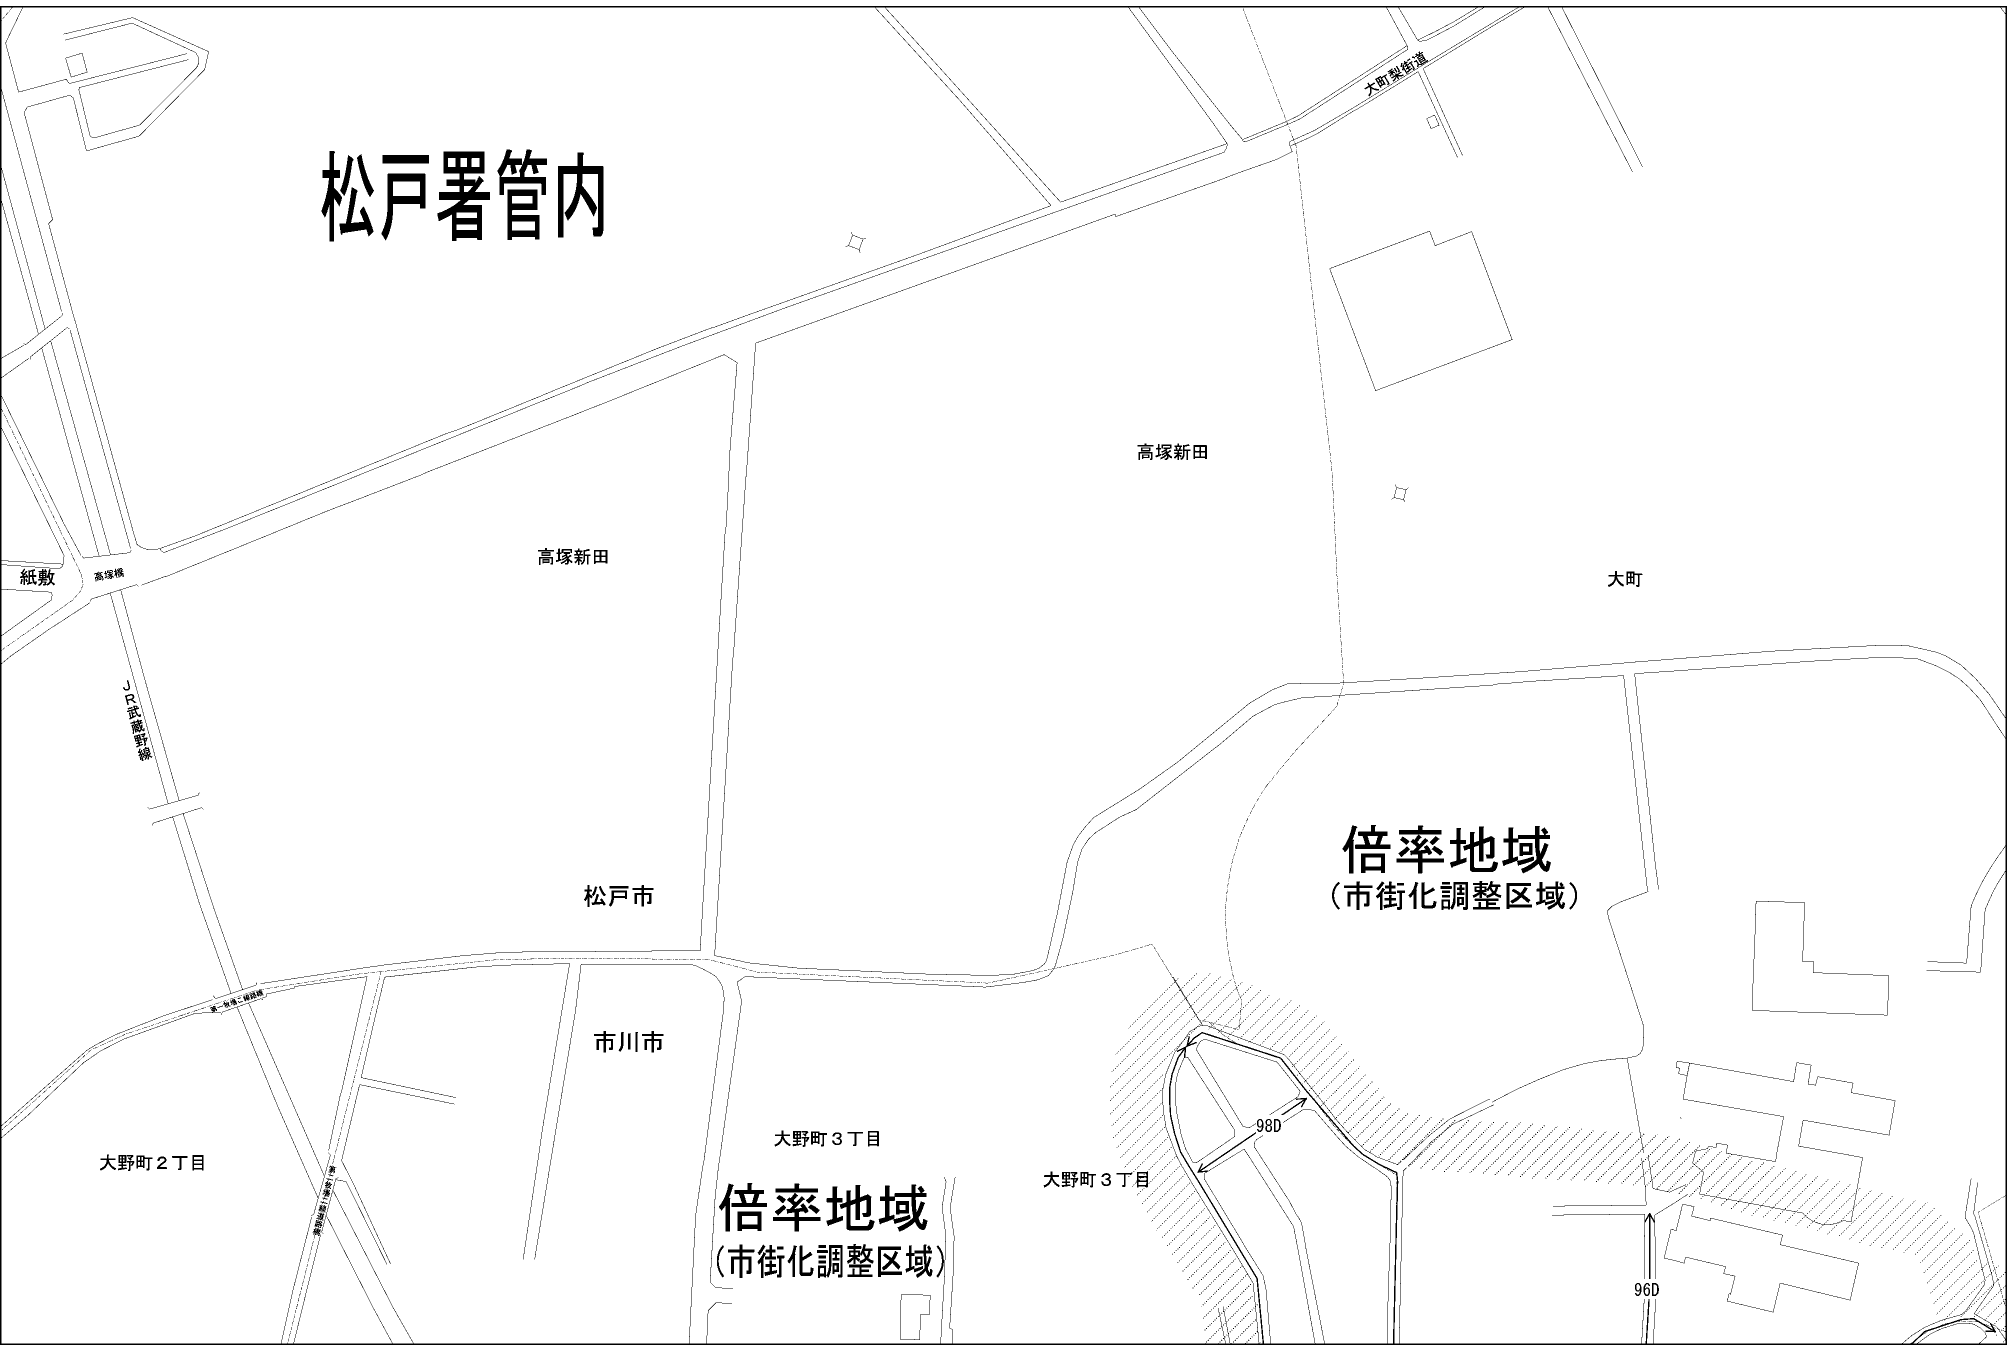 大町梨街道
松戸署管内
高塚新田
高塚新田
紙敷
高塚橋
大町
JR武蔵野線
倍率地域
(市街化調整区域)
松戸市
市川市
98D
大野町3丁目
大野町2丁目
大野町3丁目
倍率地域
(市街化調整区域)
96D